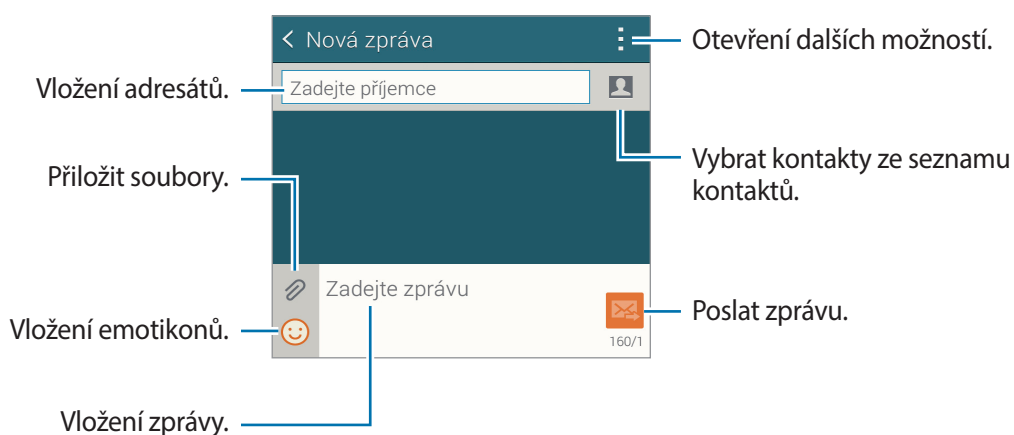 Nová zpráva
Otevření dalších možností.
Vložení adresátů.
Zadejte příjemce
Vybrat kontakty ze seznamu
kontaktů.
Přiložit soubory.
Zadejte zprávu
Poslat zprávu.
Vložení emotikonů.
160/1
Vložení zprávy.